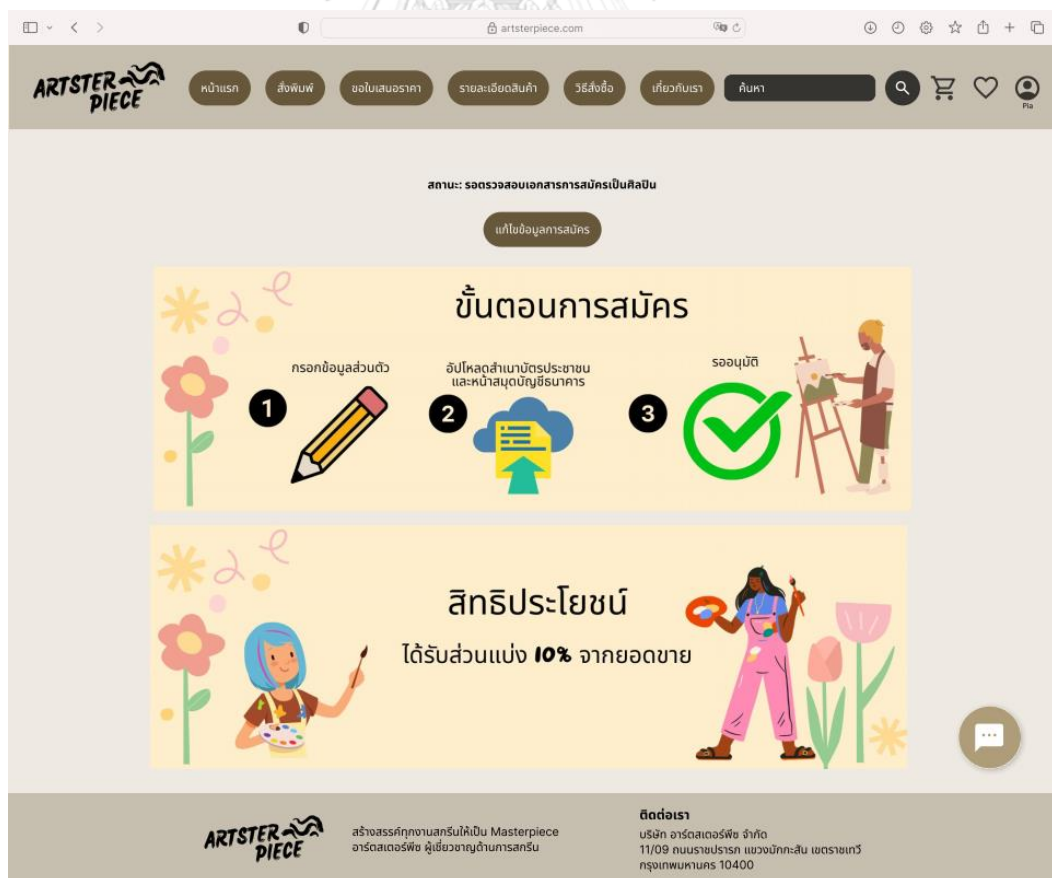 artsterpiece.com
ARTSTER
PIECE
หน้าแรก
สั่งพิมพ์
ขอใบเสนอราคา
รายละเอียดสินค้า
วิธีสั่งซื้อ
เกี่ยวกับเรา
ค้นหา
Pia
สถานะ: รอตรวจสอบเอกสารการสมัครเป็นศิลปิน
แก้ไขข้อมูลการสมัคร
ขั้นตอนการสมัคร
1
กรอกข้อมูลส่วนตัว
2
อัปโหลดสำเนาบัตรประชาชน
และหน้าสมุดบัญชีธนาคาร
3
รออนุมัติ
สิทธิประโยชน์
ได้รับส่วนแบ่ง 10% จากยอดขาย
ARTSTER
PIECE
สร้างสรรค์ทุกงานสกรีนให้เป็น Masterpiece
อาร์ตสเตอร์พีซ ผู้เชี่ยวชาญด้านการสกรีน
ติดต่อเรา
บริษัท อาร์ตสเตอร์พีซ จำกัด
11/09 ถนนราชปรารภ แขวงมักกะสัน เขตราชเทวี
กรุงเทพมหานคร 10400